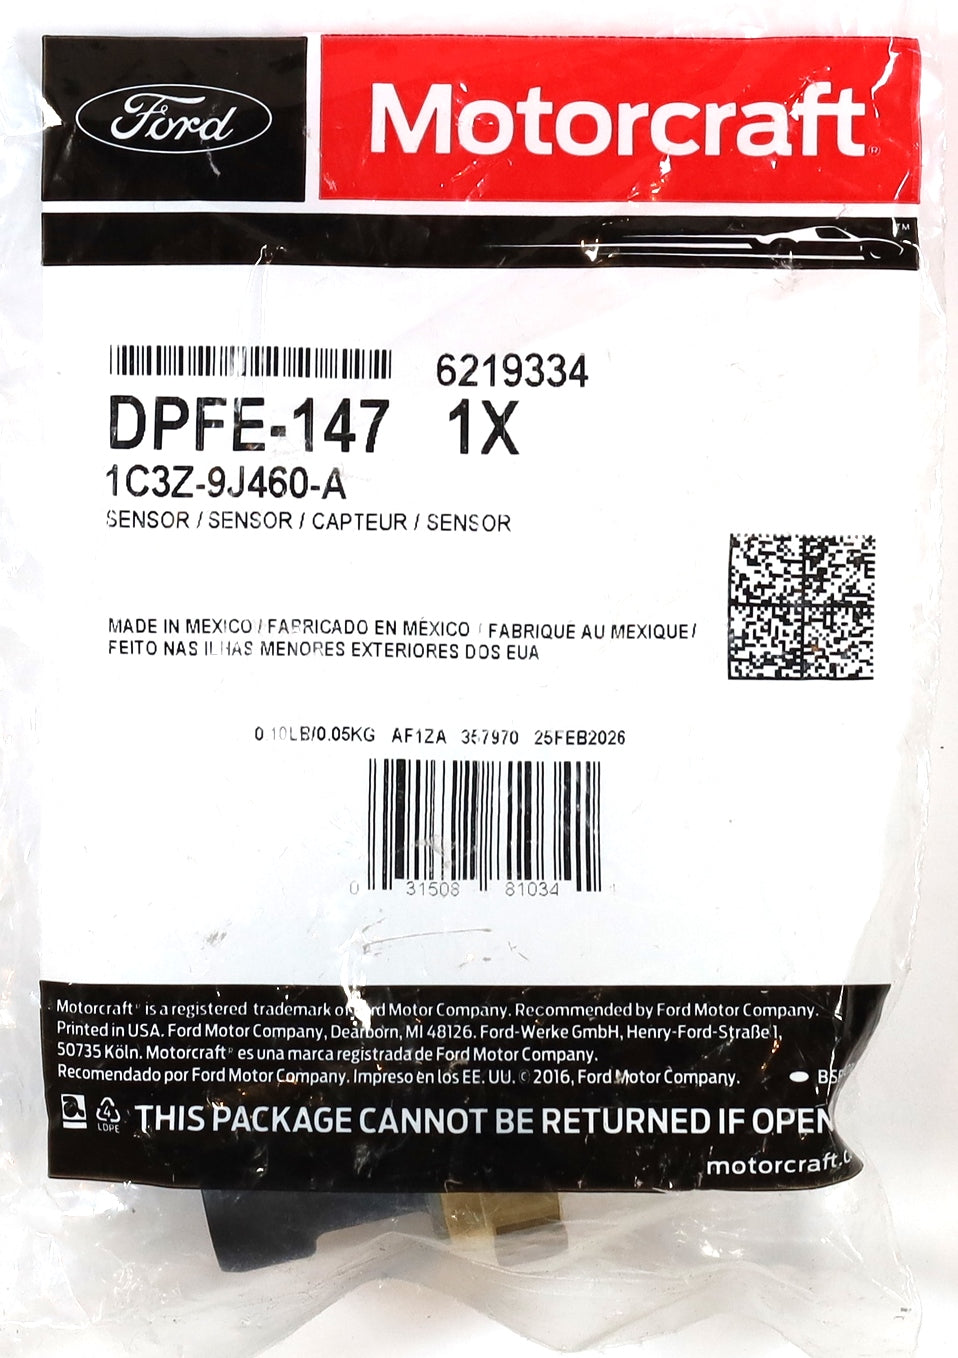 Ford
Motorcraft®
™
6219334
DPFE-147 1X
1C3Z-9J460-A
SENSOR / SENSOR / CAPTEUR / SENSOR
MADE IN MEXICO / FABRICADO EN MÉXICO / FABRIQUÉ AU MEXIQUE/
FEITO NAS ILHAS MENORES EXTERIORES DOS EUA
0.10LB/0.05KG AF1ZA 357970 25FEB2026
0 31508 81034 4
Motorcraft® is a registered trademark of Ford Motor Company. Recommended by Ford Motor Company.
Printed in USA. Ford Motor Company, Dearborn, MI 48126. Ford-Werke GmbH, Henry-Ford-Straße 1,
50735 Köln. Motorcraft® es una marca registrada de Ford Motor Company.
Recomendado por Ford Motor Company. Impreso en los EE. UU. © 2016, Ford Motor Company.
4
LDPE
THIS PACKAGE CANNOT BE RETURNED IF OPEN
motorcraft.c